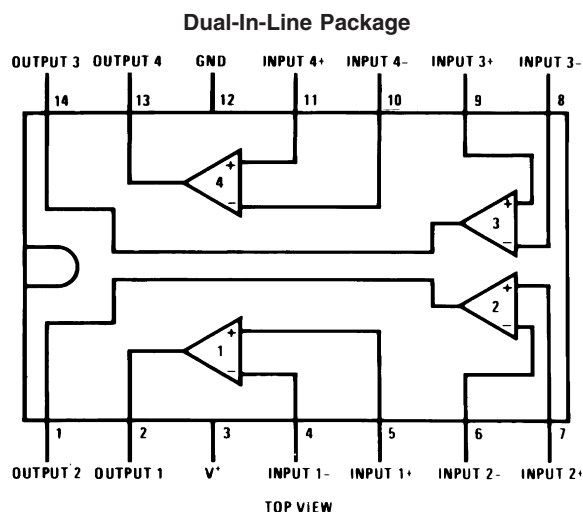 Dual-In-Line Package
OUTPUT 3 OUTPUT 4 GND INPUT 4+ INPUT 4- INPUT 3+ INPUT 3-
14 13 12 11 10 9 8
+
4
-
+
3
-
+
2
-
+
1
-
1 2 3 4 5 6 7
OUTPUT 2 OUTPUT 1 V+ INPUT 1- INPUT 1+ INPUT 2- INPUT 2+
TOP VIEW